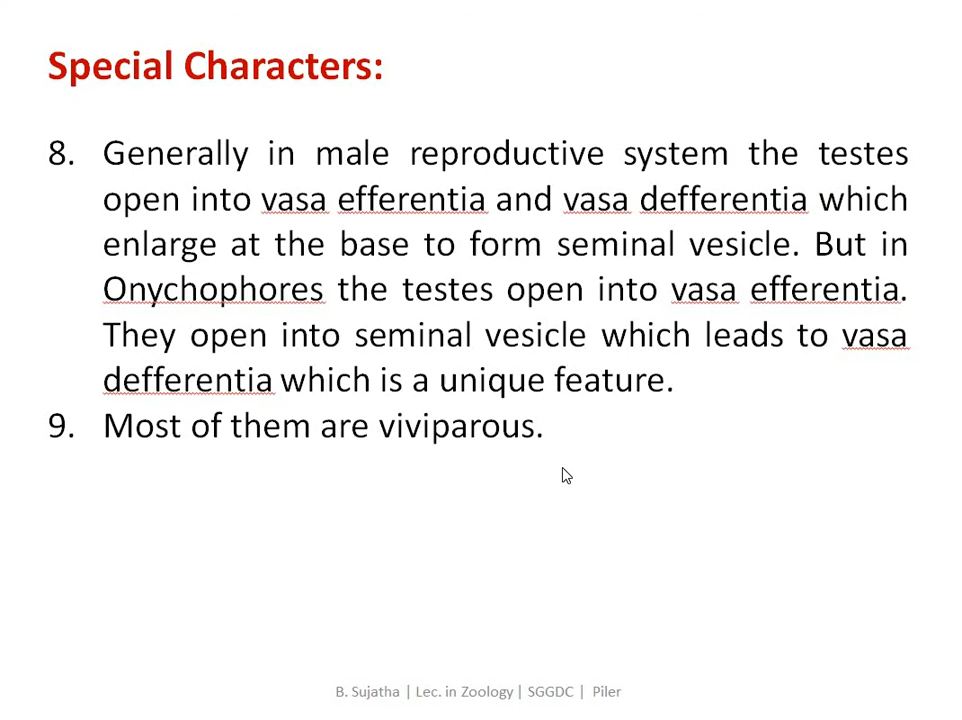 Special Characters:
8. Generally in male reproductive system the testes
open into vasa efferentia and vasa defferentia which
enlarge at the base to form seminal vesicle. But in
Onychophores the testes open into vasa efferentia.
They open into seminal vesicle which leads to vasa
defferentia which is a unique feature.
9. Most of them are viviparous.
B. Sujatha | Lec. in Zoology | SGGDC | Piler